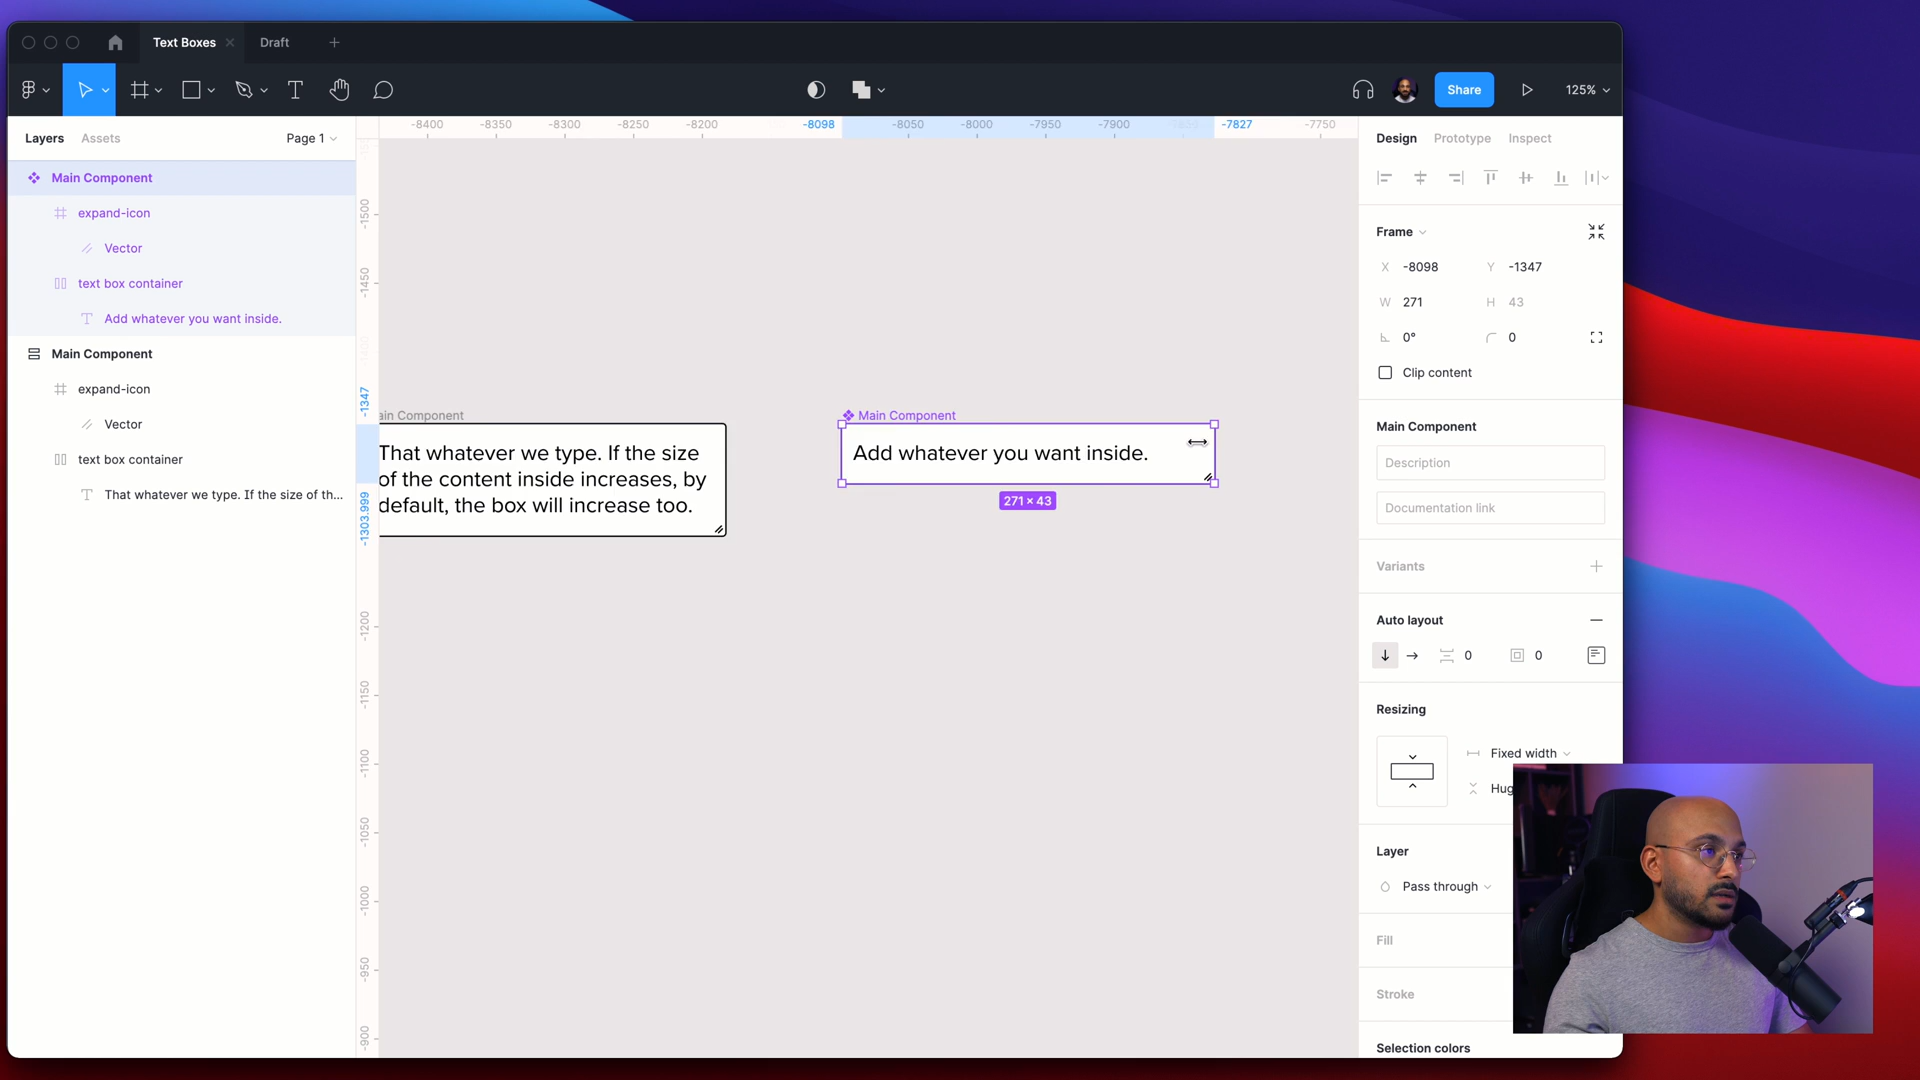 Text Boxes
Draft
Share
125%
Layers
Assets
Page 1
Main Component
expand-icon
Vector
text box container
Add whatever you want inside.
Main Component
expand-icon
Vector
text box container
That whatever we type. If the size of th...
-8400
-8350
-8300
-8250
-8200
-8098
-8050
-8000
-7950
-7900
-7827
-7750
-1500
-1450
-1347
-1303.999
-1200
-1150
-1100
-1050
-1000
-950
-900
ain Component
That whatever we type. If the size
of the content inside increases, by
default, the box will increase too.
Main Component
Add whatever you want inside.
271 × 43
Design
Prototype
Inspect
Frame
X -8098
Y -1347
W 271
H 43
0°
0
Clip content
Main Component
Description
Documentation link
Variants
Auto layout
0
0
Resizing
Fixed width
Hug
Layer
Pass through
Fill
Stroke
Selection colors